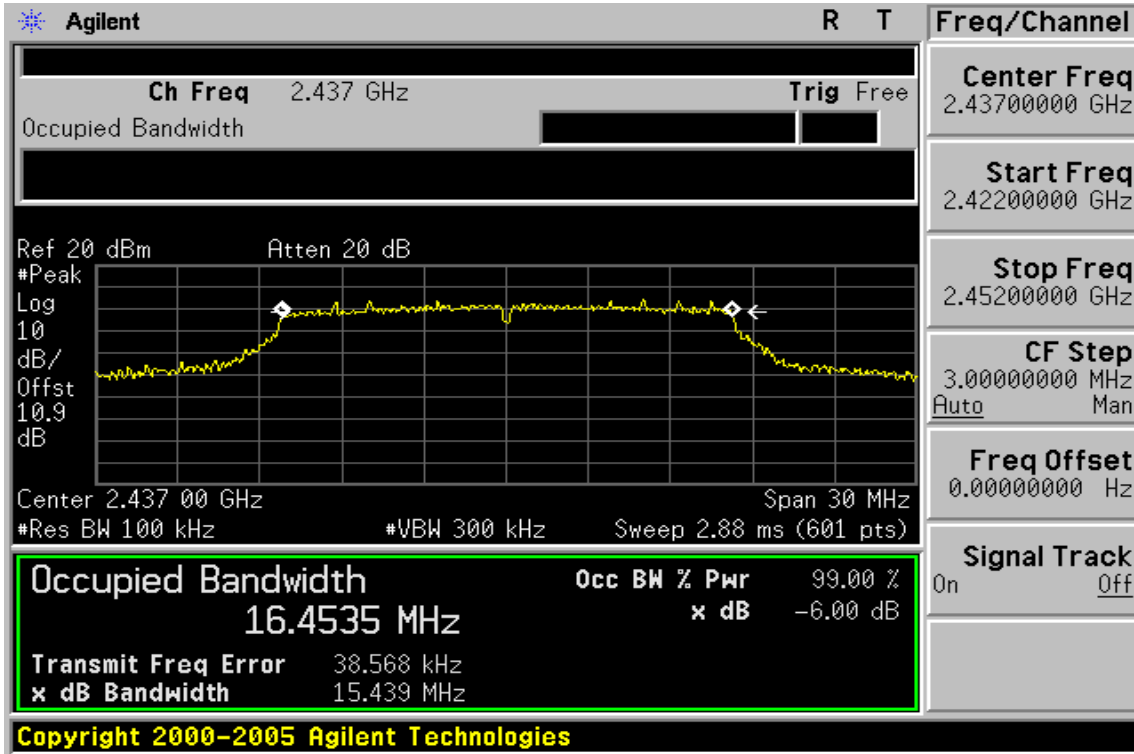 Agilent R T
Ch Freq 2.437 GHz Trig Free
Occupied Bandwidth
Ref 20 dBm Atten 20 dB
#Peak
Log
10
dB/
Offst
10.9
dB
Center 2.437 00 GHz Span 30 MHz
#Res BW 100 kHz #VBW 300 kHz Sweep 2.88 ms (601 pts)
Occupied Bandwidth
16.4535 MHz
Occ BW % Pwr 99.00 %
x dB -6.00 dB
Transmit Freq Error 38.568 kHz
x dB Bandwidth 15.439 MHz
Copyright 2000-2005 Agilent Technologies
Freq/Channel
Center Freq
2.43700000 GHz
Start Freq
2.42200000 GHz
Stop Freq
2.45200000 GHz
CF Step
3.00000000 MHz
Auto Man
Freq Offset
0.00000000 Hz
Signal Track
On Off